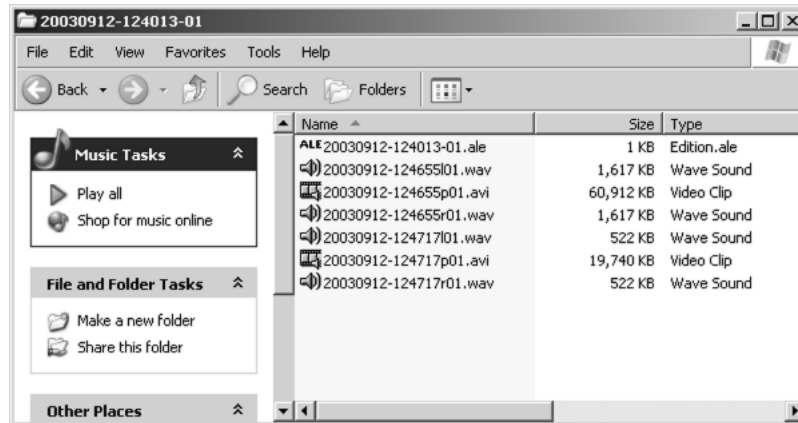 20030912-124013-01
File Edit View Favorites Tools Help
Back Search Folders
Music Tasks
Play all
Shop for music online
File and Folder Tasks
Make a new folder
Share this folder
Other Places
Name Size Type
ALE 20030912-124013-01.ale 1 KB Edition.ale
20030912-124655l01.wav 1,617 KB Wave Sound
20030912-124655p01.avi 60,912 KB Video Clip
20030912-124655r01.wav 1,617 KB Wave Sound
20030912-124717l01.wav 522 KB Wave Sound
20030912-124717p01.avi 19,740 KB Video Clip
20030912-124717r01.wav 522 KB Wave Sound